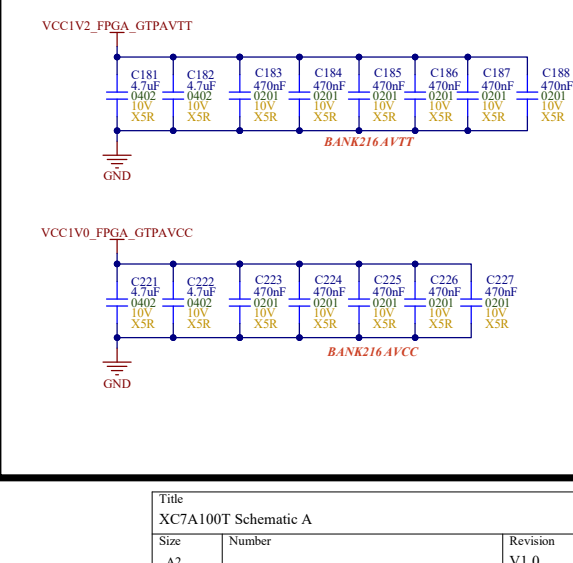 VCC1V2_FPGA_GTPAVTT
C181 C182 C183 C184 C185 C186 C187 C188
4.7uF 4.7uF 470nF 470nF 470nF 470nF 470nF 470nF
0402 0402 0201 0201 0201 0201 0201 0201
10V 10V 10V 10V 10V 10V 10V 10V
X5R X5R X5R X5R X5R X5R X5R X5R
BANK216 AVTT
GND
VCC1V0_FPGA_GTPAVCC
C221 C222 C223 C224 C225 C226 C227
4.7uF 4.7uF 470nF 470nF 470nF 470nF 470nF
0402 0402 0201 0201 0201 0201 0201
10V 10V 10V 10V 10V 10V 10V
X5R X5R X5R X5R X5R X5R X5R
BANK216 AVCC
GND
Title
XC7A100T Schematic A
Size Number Revision
A2 V1.0